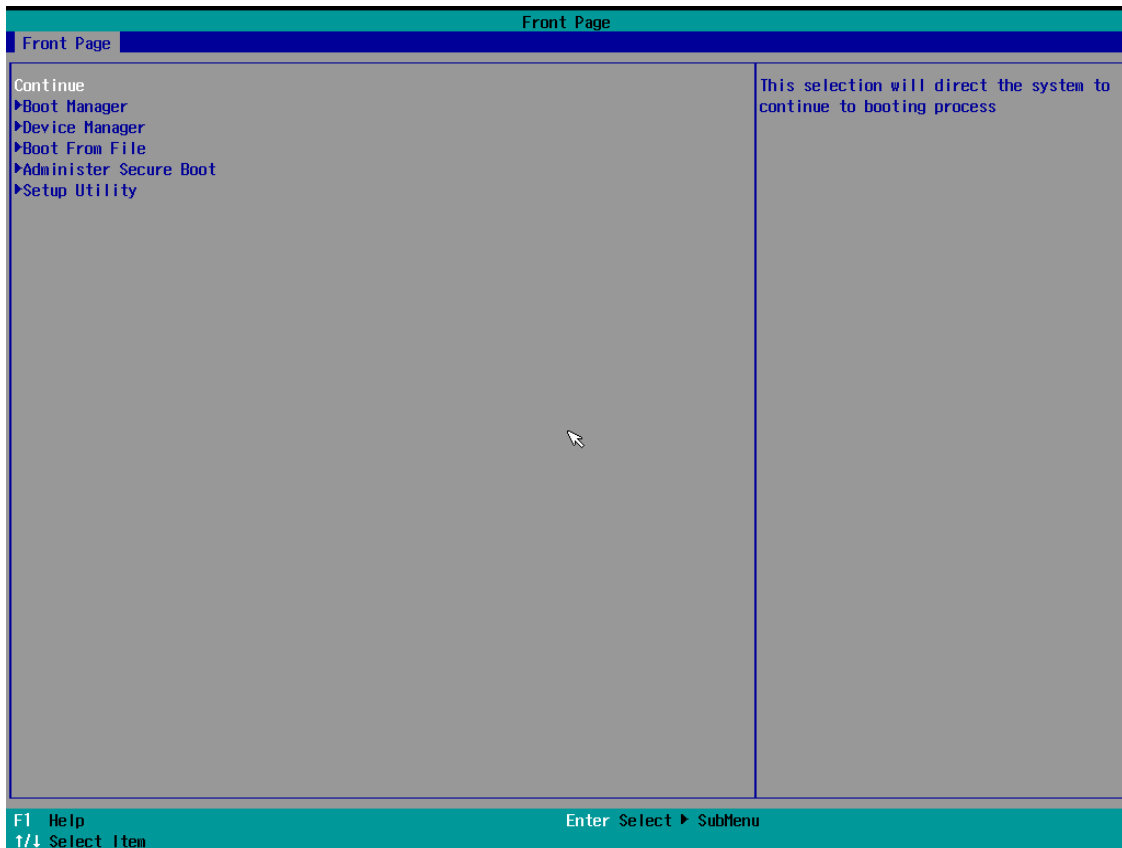 Front Page
Front Page
Continue
▶Boot Manager
▶Device Manager
▶Boot From File
▶Administer Secure Boot
▶Setup Utility
This selection will direct the system to
continue to booting process
F1 Help
Enter Select ▶ SubMenu
↑/↓ Select Item